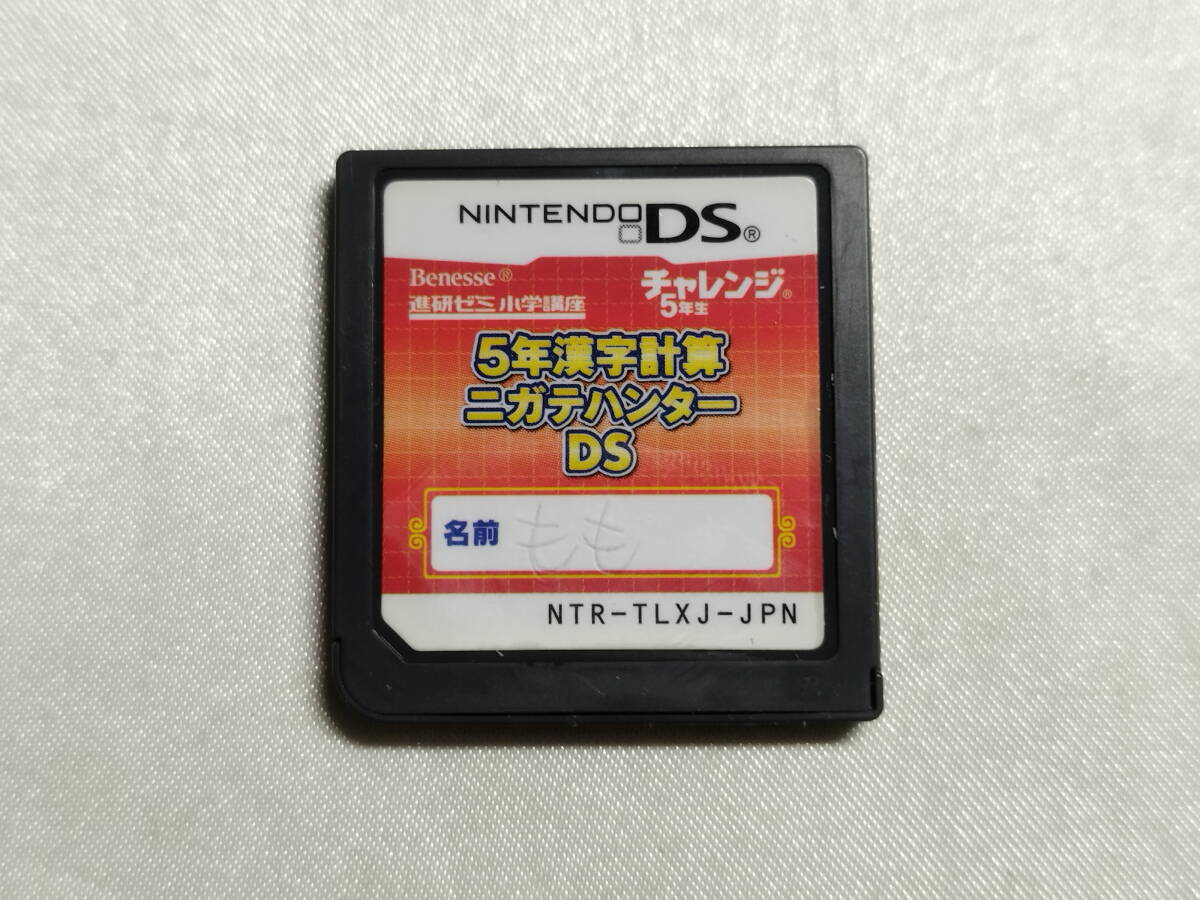 NINTENDO DS®
Benesse®
進研ゼミ 小学講座
チャレンジ®
5年生
5年漢字計算
ニガテハンター
DS
名前 もも
NTR-TLXJ-JPN